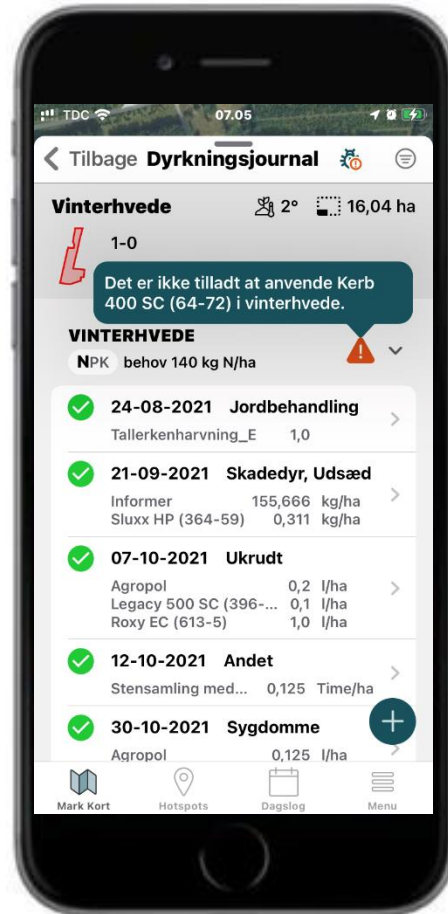 TDC 07.05
Tilbage Dyrkningsjournal
Vinterhvede 2° 16,04 ha
1-0
Det er ikke tilladt at anvende Kerb
400 SC (64-72) i vinterhvede.
VINTERHVEDE
NPK behov 140 kg N/ha
24-08-2021 Jordbehandling
Tallerkenharvning_E 1,0
21-09-2021 Skadedyr, Udsæd
Informer 155,666 kg/ha
Sluxx HP (364-59) 0,311 kg/ha
07-10-2021 Ukrudt
Agropol 0,2 l/ha
Legacy 500 SC (396-... 0,1 l/ha
Roxy EC (613-5) 1,0 l/ha
12-10-2021 Andet
Stensamling med... 0,125 Time/ha
30-10-2021 Sygdomme
Agropol 0,125 l/ha
Mark Kort Hotspots Dagslog Menu